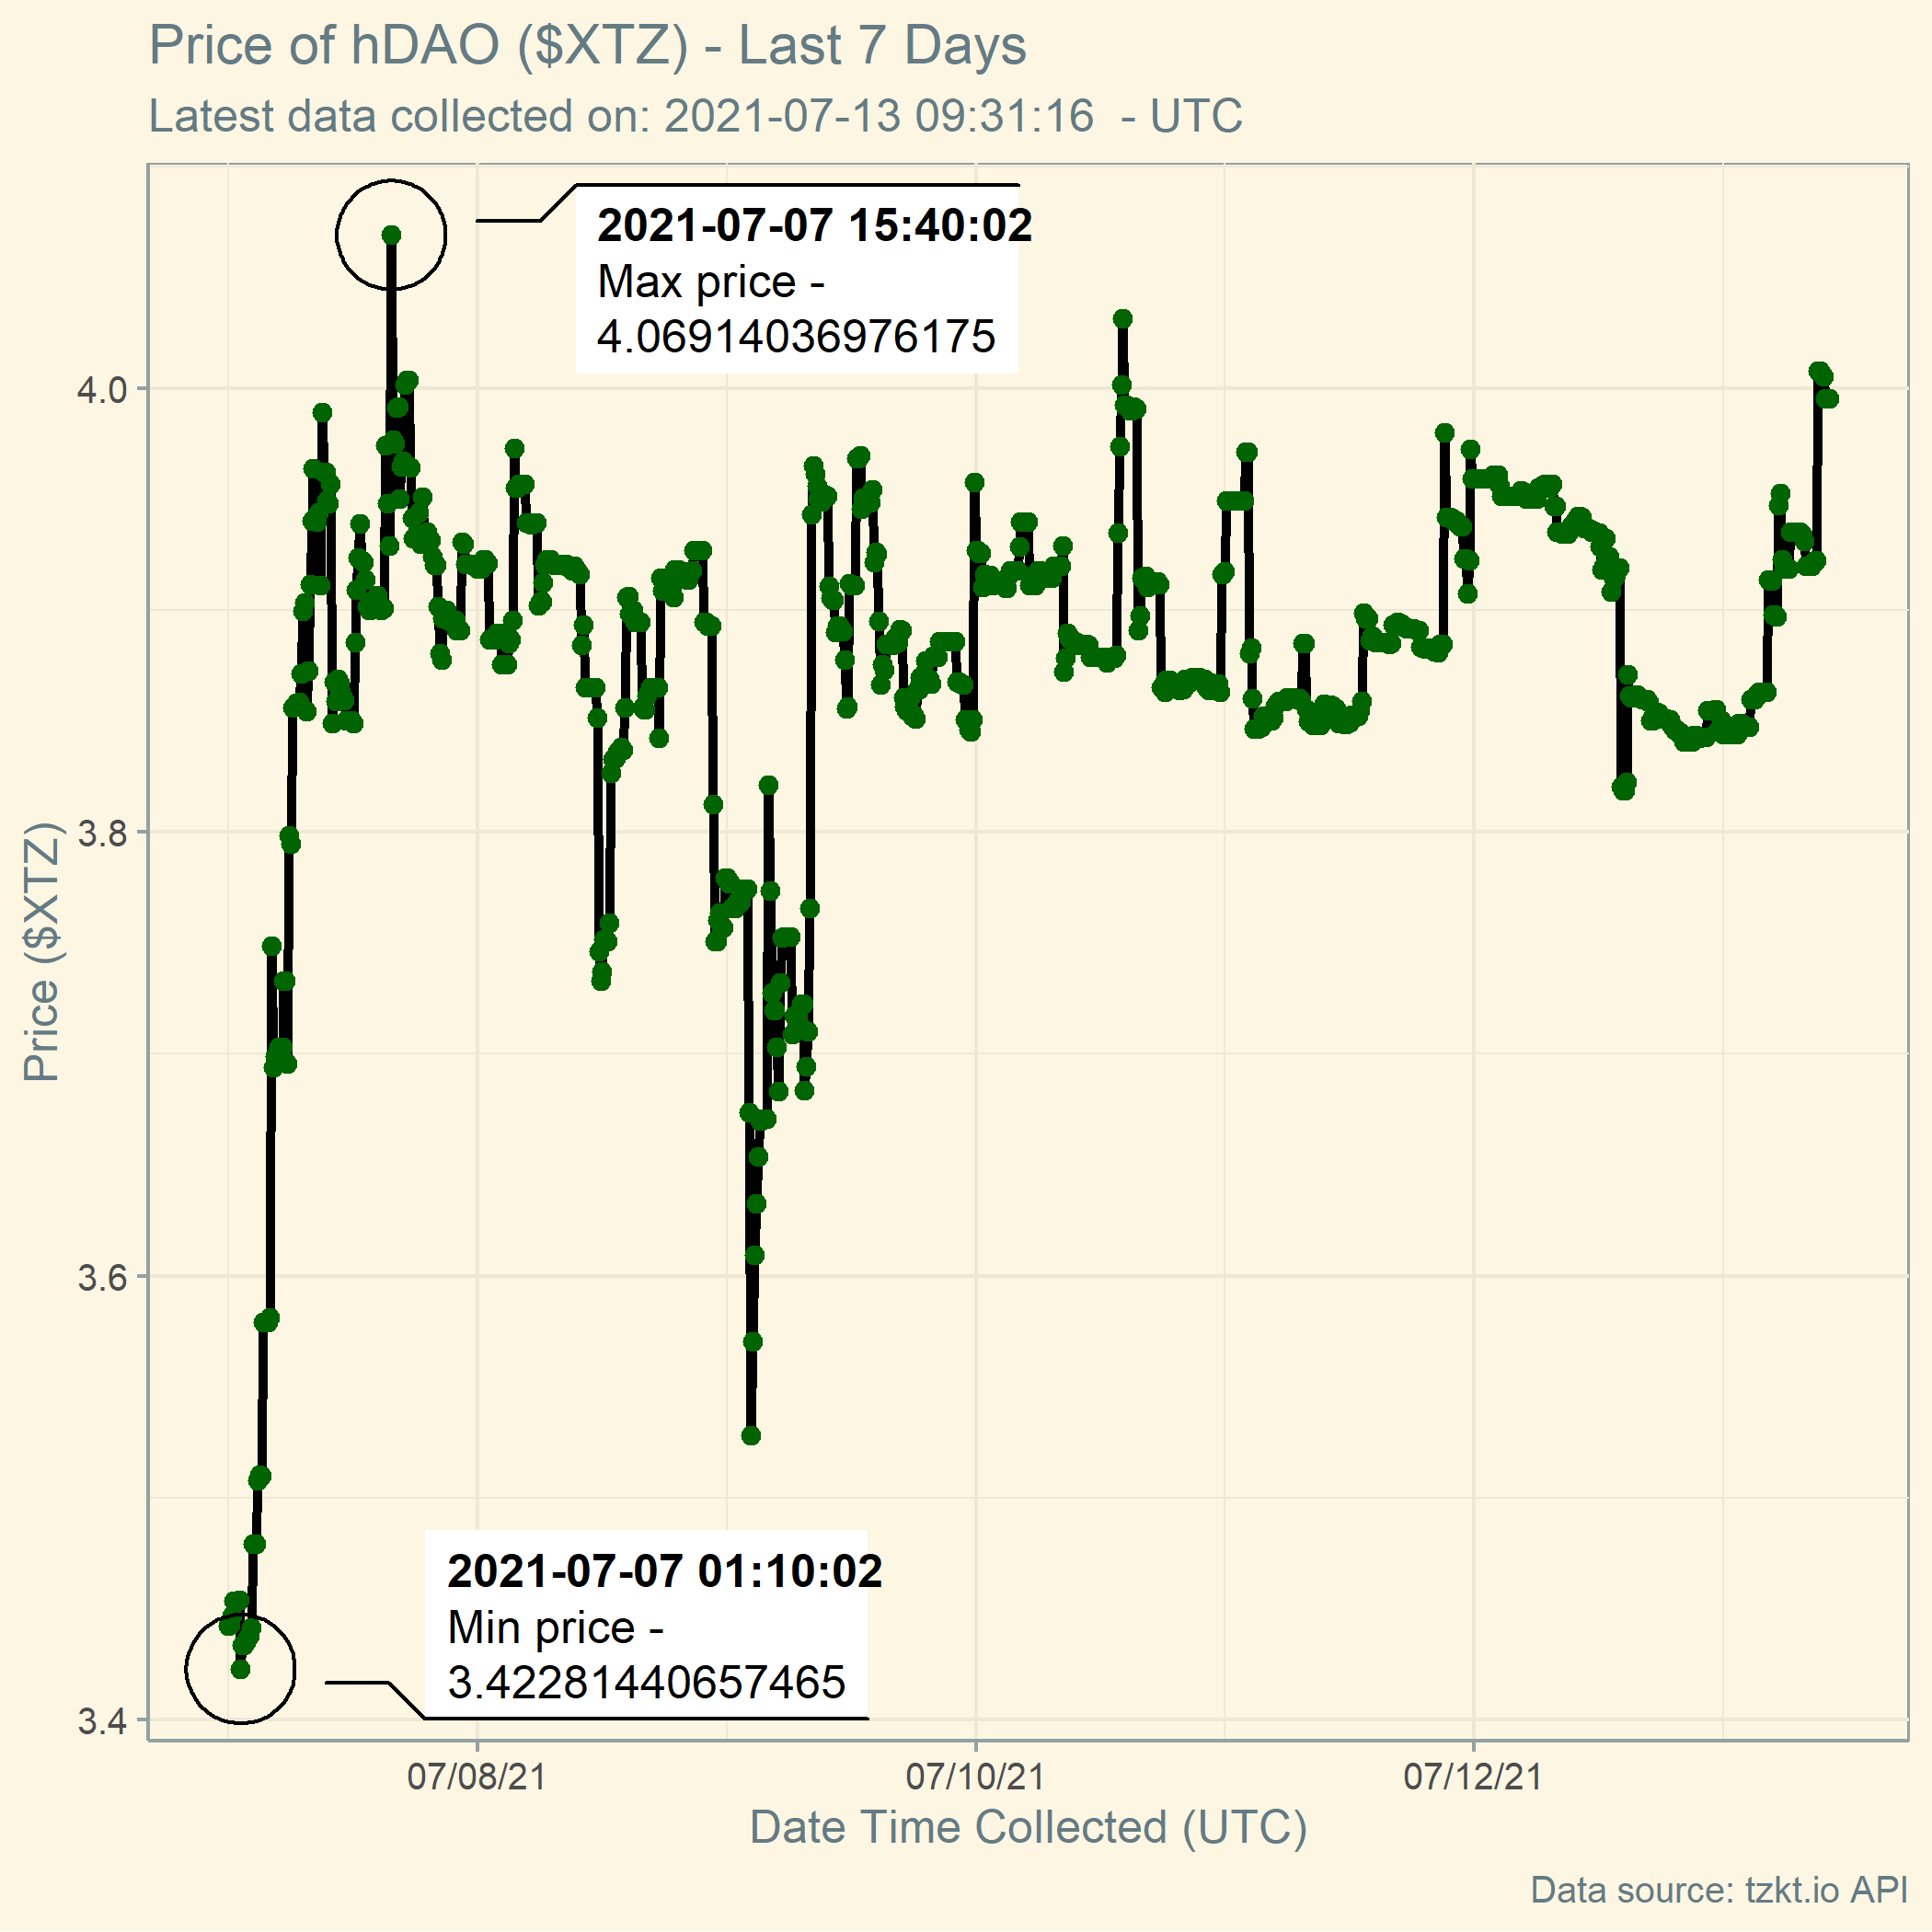 Price of hDAO ($XTZ) - Last 7 Days
Latest data collected on: 2021-07-13 09:31:16  - UTC
2021-07-07 15:40:02
Max price -
4.06914036976175
4.0
3.8
3.6
3.4
Price ($XTZ)
2021-07-07 01:10:02
Min price -
3.42281440657465
07/08/21
07/10/21
07/12/21
Date Time Collected (UTC)
Data source: tzkt.io API